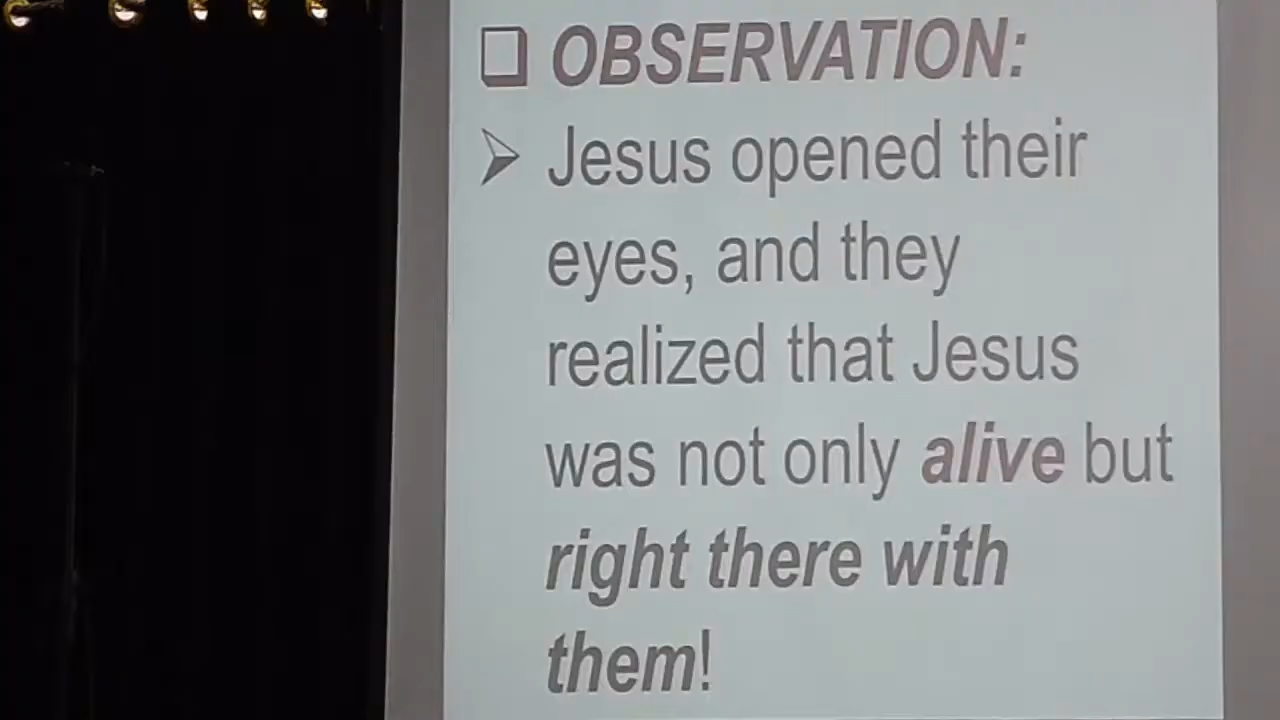 OBSERVATION:
Jesus opened their
eyes, and they
realized that Jesus
was not only alive but
right there with
them!